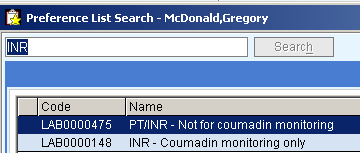 Preference List Search - McDonald,Gregory
INR Search
Code Name
LAB0000475 PT/INR - Not for coumadin monitoring
LAB0000148 INR - Coumadin monitoring only